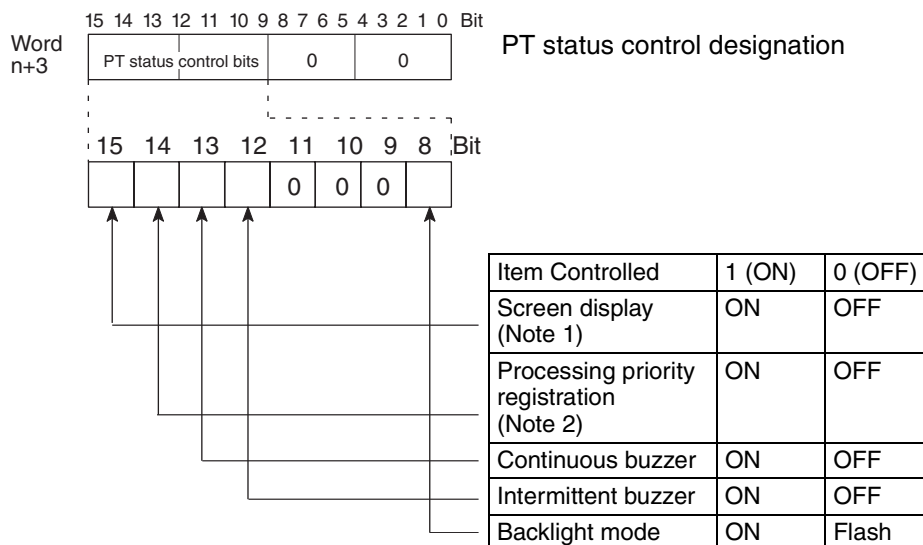 15 14 13 12 11 10 9 8 7 6 5 4 3 2 1 0 Bit
Word
n+3
PT status control bits 0 0
PT status control designation
15 14 13 12 11 10 9 8 Bit
0 0 0
Item Controlled 1 (ON) 0 (OFF)
Screen display
(Note 1) ON OFF
Processing priority
registration
(Note 2) ON OFF
Continuous buzzer ON OFF
Intermittent buzzer ON OFF
Backlight mode ON Flash